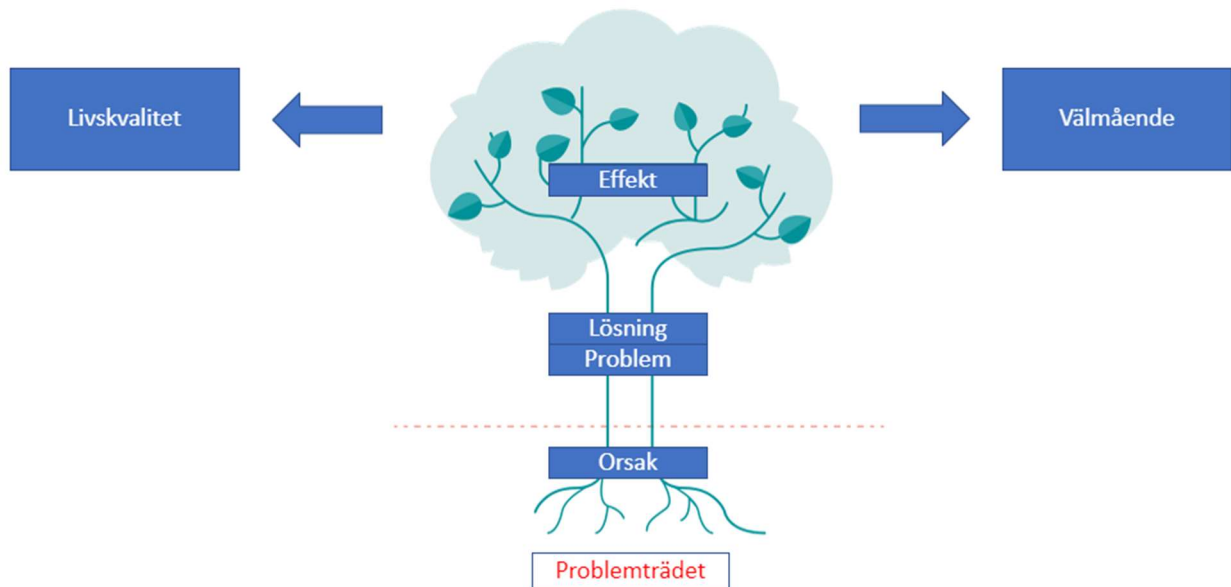 Livskvalitet
Välmående
Effekt
Lösning
Problem
Orsak
Problemträdet